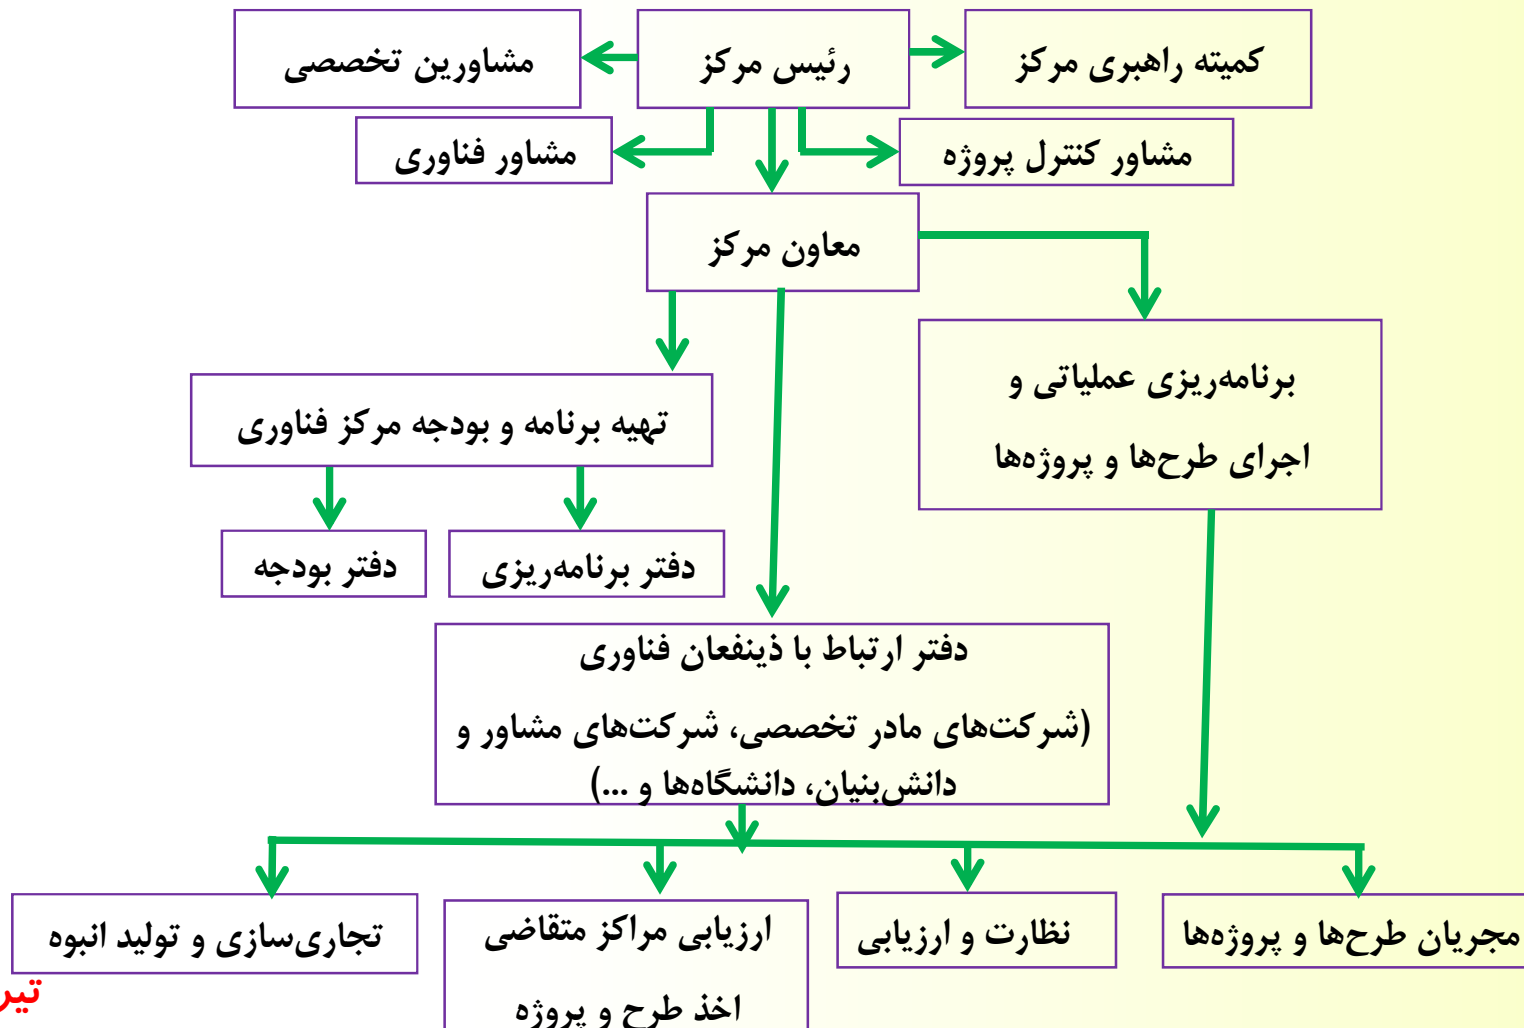 کمیته راهبری مرکز
رئیس مرکز
مشاورین تخصصی
مشاور کنترل پروژه
مشاور فناوری
معاون مرکز
برنامه‌ریزی عملیاتی و
اجرای طرح‌ها و پروژه‌ها
تهیه برنامه و بودجه مرکز فناوری
دفتر برنامه‌ریزی
دفتر بودجه
دفتر ارتباط با ذینفعان فناوری
(شرکت‌های مادر تخصصی، شرکت‌های مشاور و
دانش‌بنیان، دانشگاه‌ها و ...)
مجریان طرح‌ها و پروژه‌ها
نظارت و ارزیابی
ارزیابی مراکز متقاضی
اخذ طرح و پروژه
تجاری‌سازی و تولید انبوه